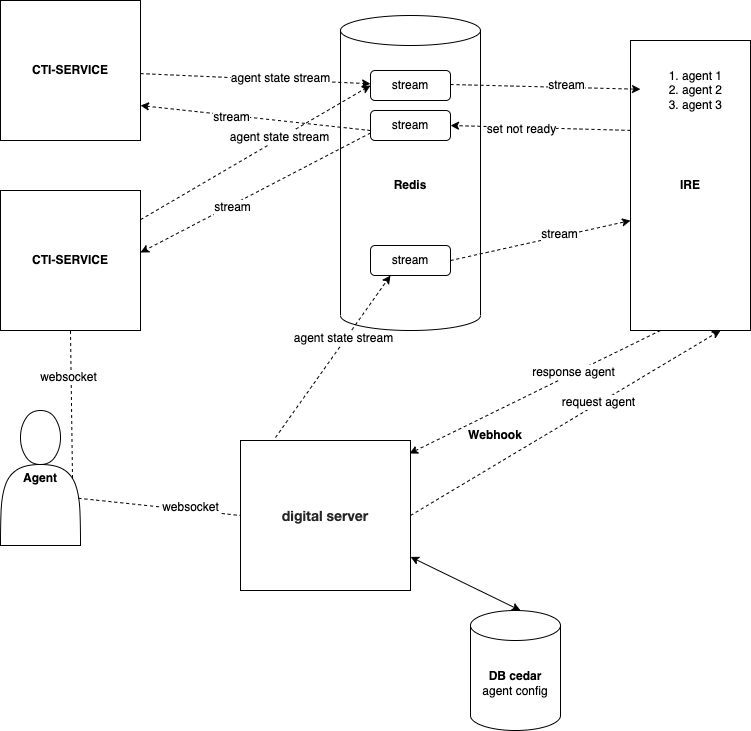 CTI-SERVICE
agent state stream
stream
stream
1. agent 1
2. agent 2
3. agent 3
stream
stream
set not ready
agent state stream
Redis
IRE
stream
stream
CTI-SERVICE
stream
agent state stream
websocket
response agent
request agent
Webhook
Agent
websocket
digital server
DB cedar
agent config